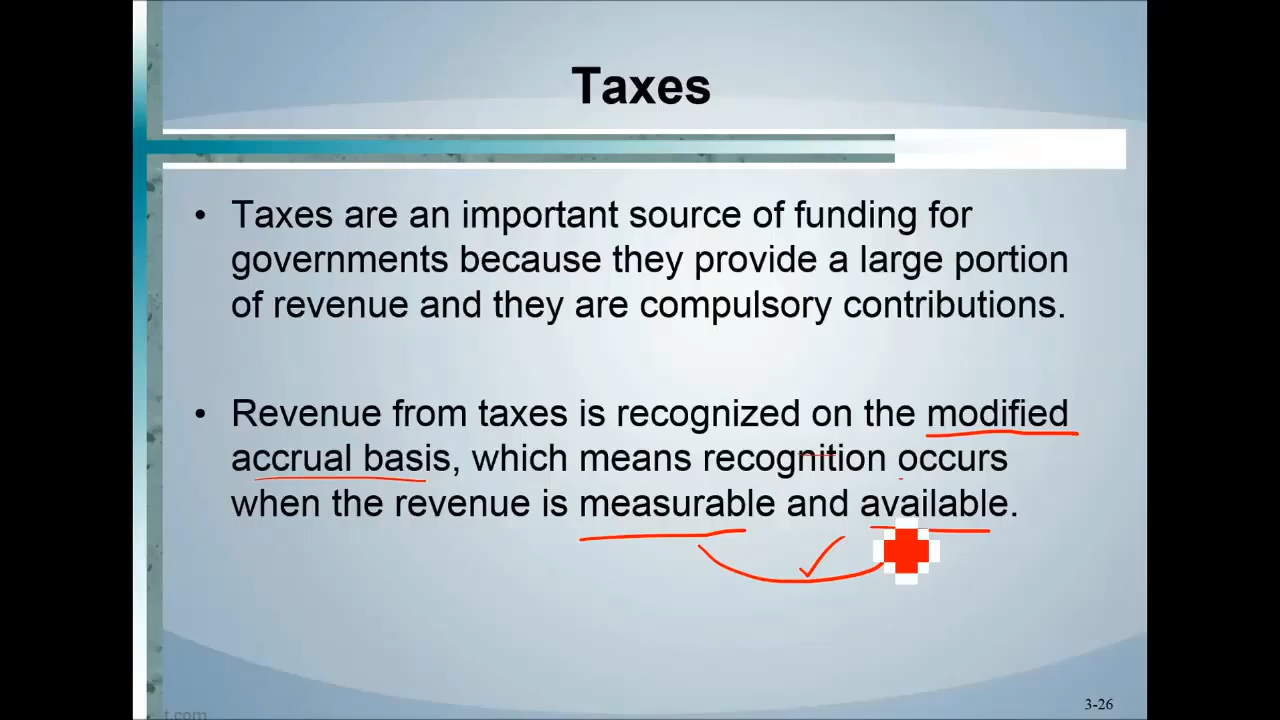 Taxes
• Taxes are an important source of funding for
governments because they provide a large portion
of revenue and they are compulsory contributions.
• Revenue from taxes is recognized on the modified
accrual basis, which means recognition occurs
when the revenue is measurable and available.
3-26
t.com